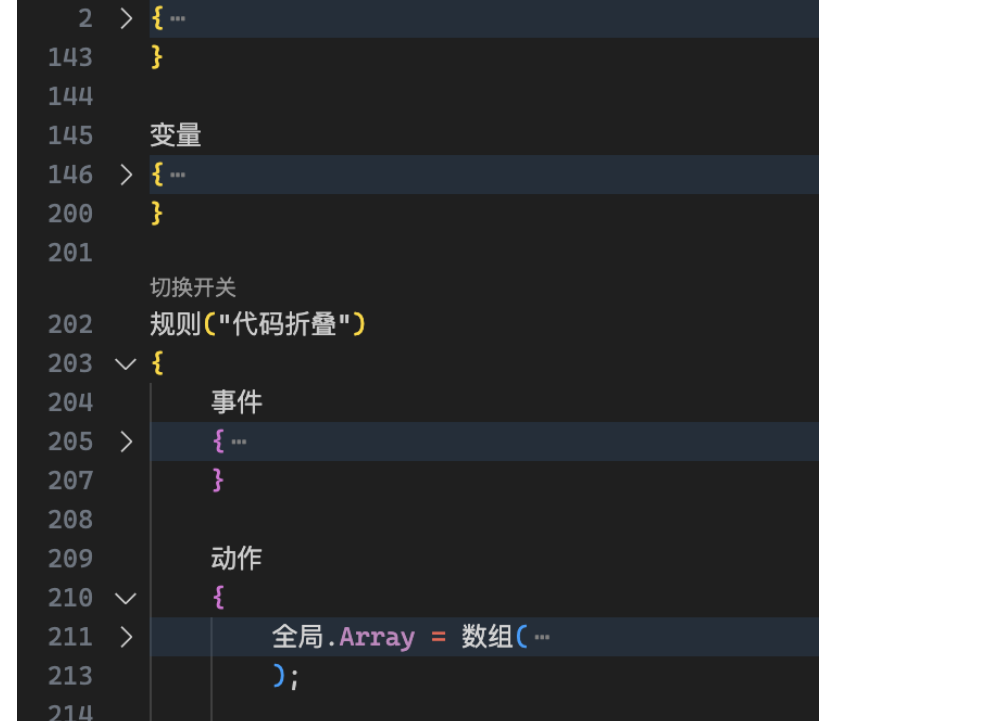 2 > {⋯
143 }
144
145 变量
146 > {⋯
200 }
201
切换开关
202 规则("代码折叠")
203 {
204 事件
205 > {⋯
207 }
208
209 动作
210 {
211 > 全局.Array = 数组(⋯
213 );
214